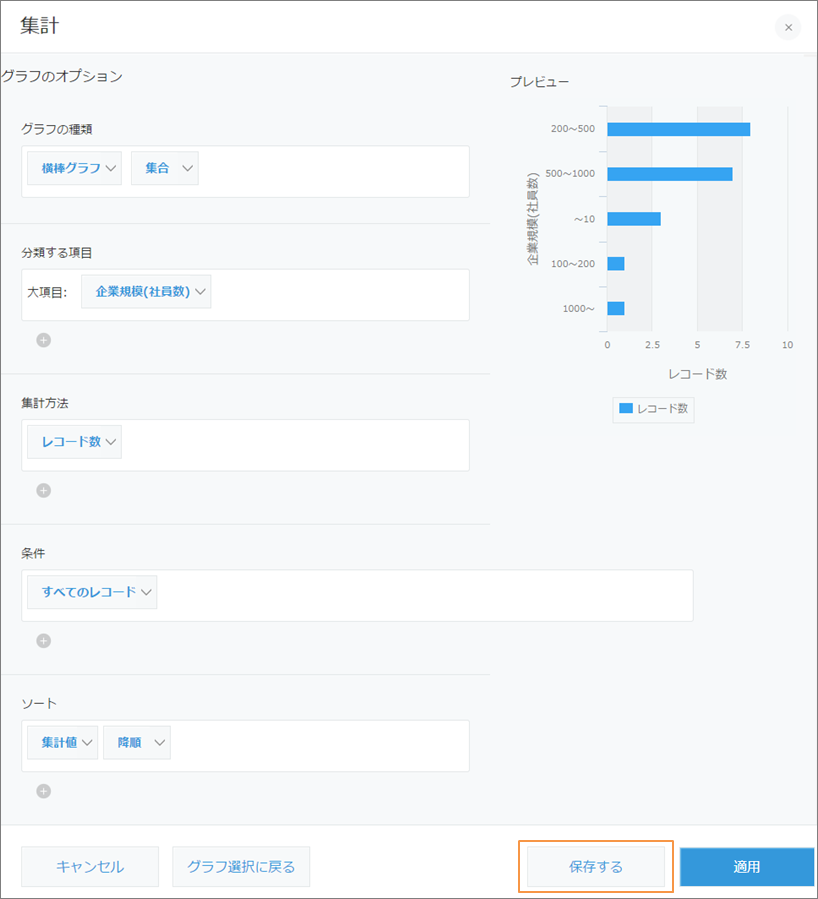 集計
×
グラフのオプション
グラフの種類
横棒グラフ 集合
分類する項目
大項目: 企業規模(社員数)
集計方法
レコード数
条件
すべてのレコード
ソート
集計値 降順
プレビュー
企業規模(社員数)
200～500
500～1000
～10
100～200
1000～
0 2.5 5 7.5 10
レコード数
レコード数
キャンセル グラフ選択に戻る 保存する 適用